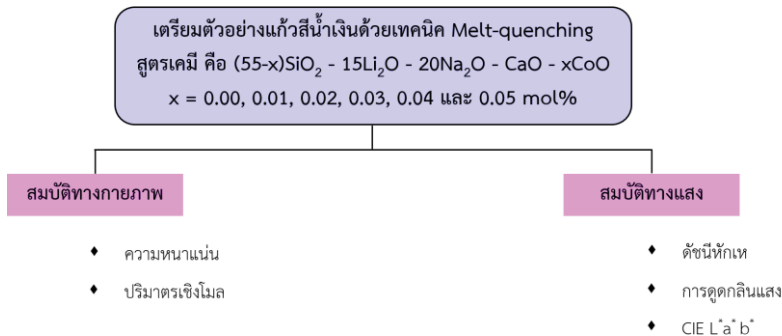 เตรียมตัวอย่างแก้วสีน้ำเงินด้วยเทคนิค Melt-quenching
สูตรเคมี คือ (55-x)SiO₂ - 15Li₂O - 20Na₂O - CaO - xCoO
x = 0.00, 0.01, 0.02, 0.03, 0.04 และ 0.05 mol%
สมบัติทางกายภาพ
♦ ความหนาแน่น
♦ ปริมาตรเชิงโมล
สมบัติทางแสง
♦ ดัชนีหักเห
♦ การดูดกลืนแสง
♦ CIE L*a*b*